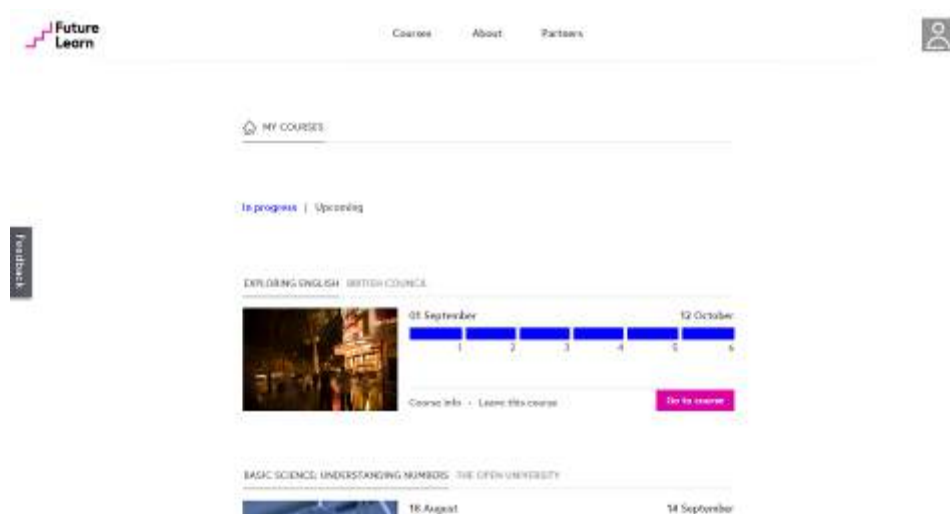 Future
Learn
Courses About Partners
MY COURSES
In progress | Upcoming
Feedback
EXPLORING ENGLISH BRITISH COUNCIL
01 September 12 October
1 2 3 4 5 6
Course info · Leave this course Go to course
BASIC SCIENCE: UNDERSTANDING NUMBERS THE OPEN UNIVERSITY
18 August 14 September